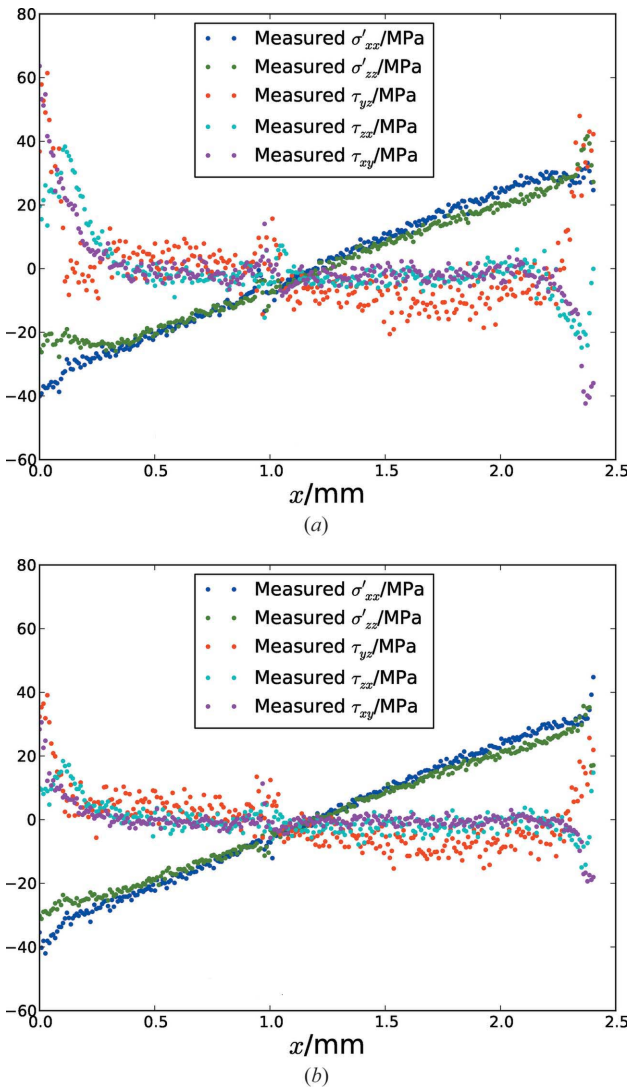 80
Measured σ′xx/MPa
Measured σ′zz/MPa
60
Measured τyz/MPa
Measured τzx/MPa
40
Measured τxy/MPa
20
0
−20
−40
−60
0.0 0.5 1.0 1.5 2.0 2.5
x/mm
(a)
80
Measured σ′xx/MPa
Measured σ′zz/MPa
60
Measured τyz/MPa
Measured τzx/MPa
40
Measured τxy/MPa
20
0
−20
−40
−60
0.0 0.5 1.0 1.5 2.0 2.5
x/mm
(b)